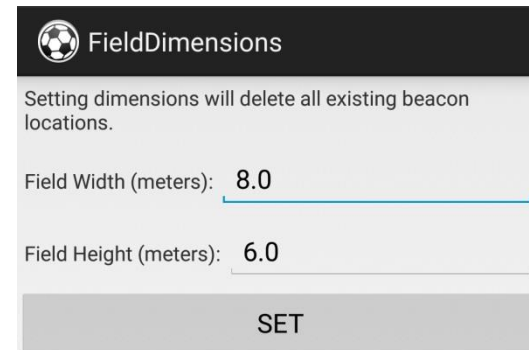 FieldDimensions
Setting dimensions will delete all existing beacon
locations.
Field Width (meters): 8.0
Field Height (meters): 6.0
SET